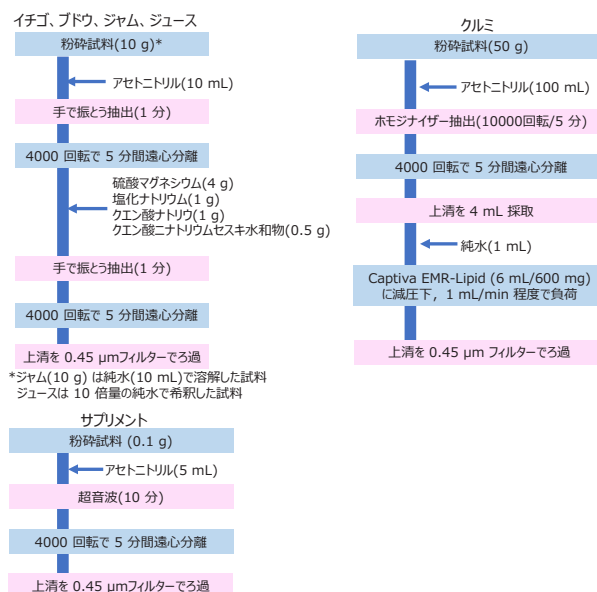 イチゴ、ブドウ、ジャム、ジュース
粉砕試料(10 g)*
アセトニトリル(10 mL)
手で振とう抽出(1 分)
4000 回転で 5 分間遠心分離
硫酸マグネシウム(4 g)
塩化ナトリウム(1 g)
クエン酸ナトリウ(1 g)
クエン酸ニナトリウムセスキ水和物(0.5 g)
手で振とう抽出(1 分)
4000 回転で 5 分間遠心分離
上清を 0.45 μmフィルターでろ過
*ジャム(10 g) は純水(10 mL)で溶解した試料
ジュースは 10 倍量の純水で希釈した試料
クルミ
粉砕試料(50 g)
アセトニトリル(100 mL)
ホモジナイザー抽出(10000回転/5 分)
4000 回転で 5 分間遠心分離
上清を 4 mL 採取
純水(1 mL)
Captiva EMR-Lipid (6 mL/600 mg)
に減圧下，1 mL/min 程度で負荷
上清を 0.45 μm フィルターでろ過
サプリメント
粉砕試料 (0.1 g)
アセトニトリル(5 mL)
超音波(10 分)
4000 回転で 5 分間遠心分離
上清を 0.45 μmフィルターでろ過